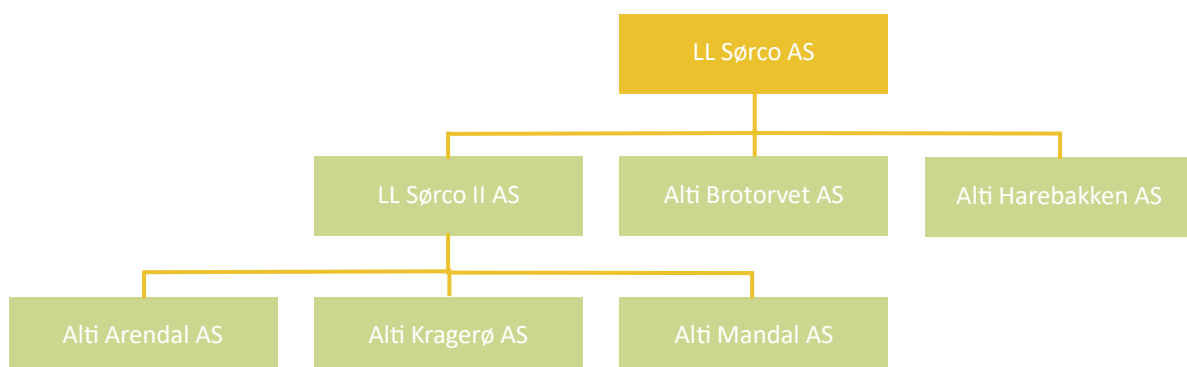 LL Sørco AS
LL Sørco II AS
Alti Brotorvet AS
Alti Harebakken AS
Alti Arendal AS
Alti Kragerø AS
Alti Mandal AS